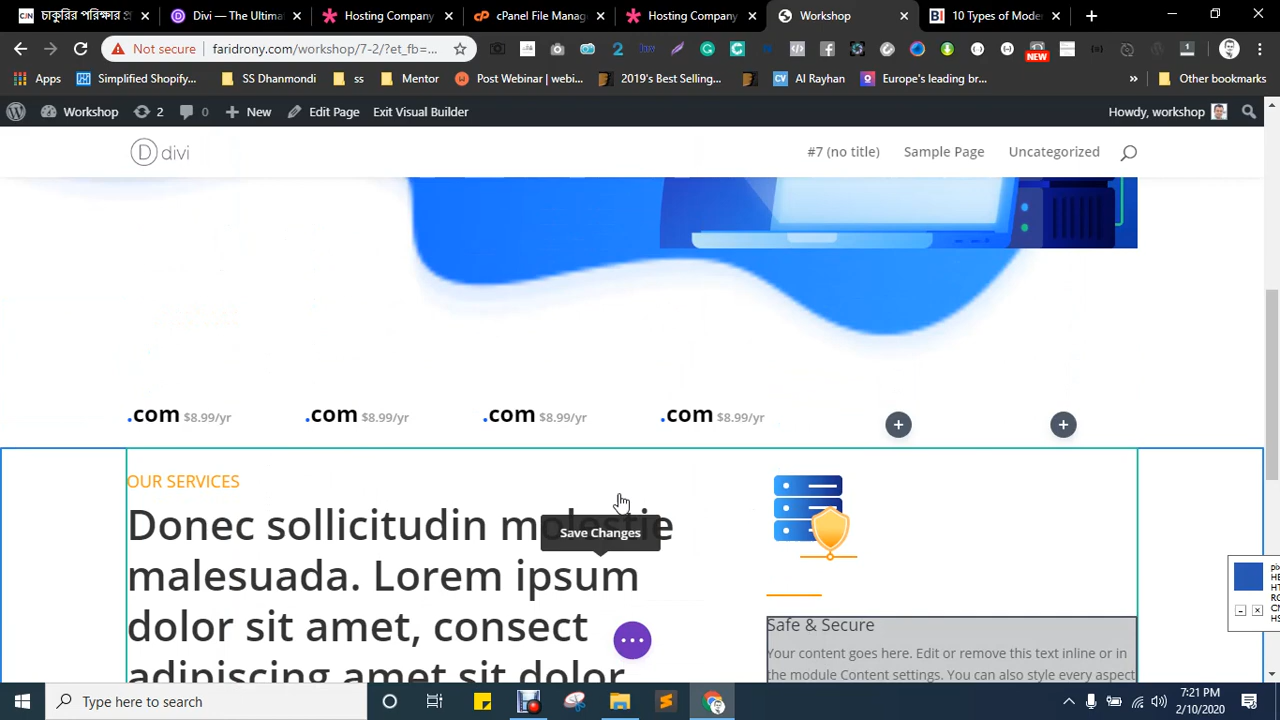 চাকুরির পরীক্ষার
Divi — The Ultima
Hosting Company
cPanel File Manag
Hosting Company
Workshop
10 Types of Mode
Not secure
faridrony.com/workshop/7-2/?et_fb=...
NEW
Apps
Simplified Shopify...
SS Dhanmondi
ss
Mentor
Post Webinar | webi...
2019's Best Selling...
CV Al Rayhan
Europe's leading br...
»
Other bookmarks
Workshop
2
0
New
Edit Page
Exit Visual Builder
Howdy, workshop
D divi
#7 (no title)
Sample Page
Uncategorized
.com $8.99/yr
.com $8.99/yr
.com $8.99/yr
.com $8.99/yr
OUR SERVICES
Donec sollicitudin molestie
malesuada. Lorem ipsum
dolor sit amet, consect
adipiscing amet sit dolor
Save Changes
Safe & Secure
Your content goes here. Edit or remove this text inline or in
the module Content settings. You can also style every aspect
Type here to search
7:21 PM
2/10/2020